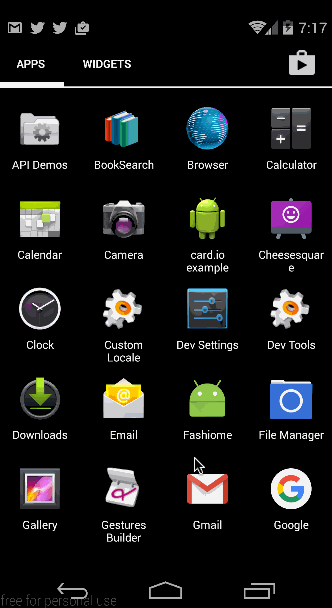 7:17
APPS WIDGETS
API Demos BookSearch Browser Calculator
Calendar Camera card.io example Cheesesquare
Clock Custom Locale Dev Settings Dev Tools
Downloads Email Fashiome File Manager
Gallery Gestures Builder Gmail Google
free for personal use